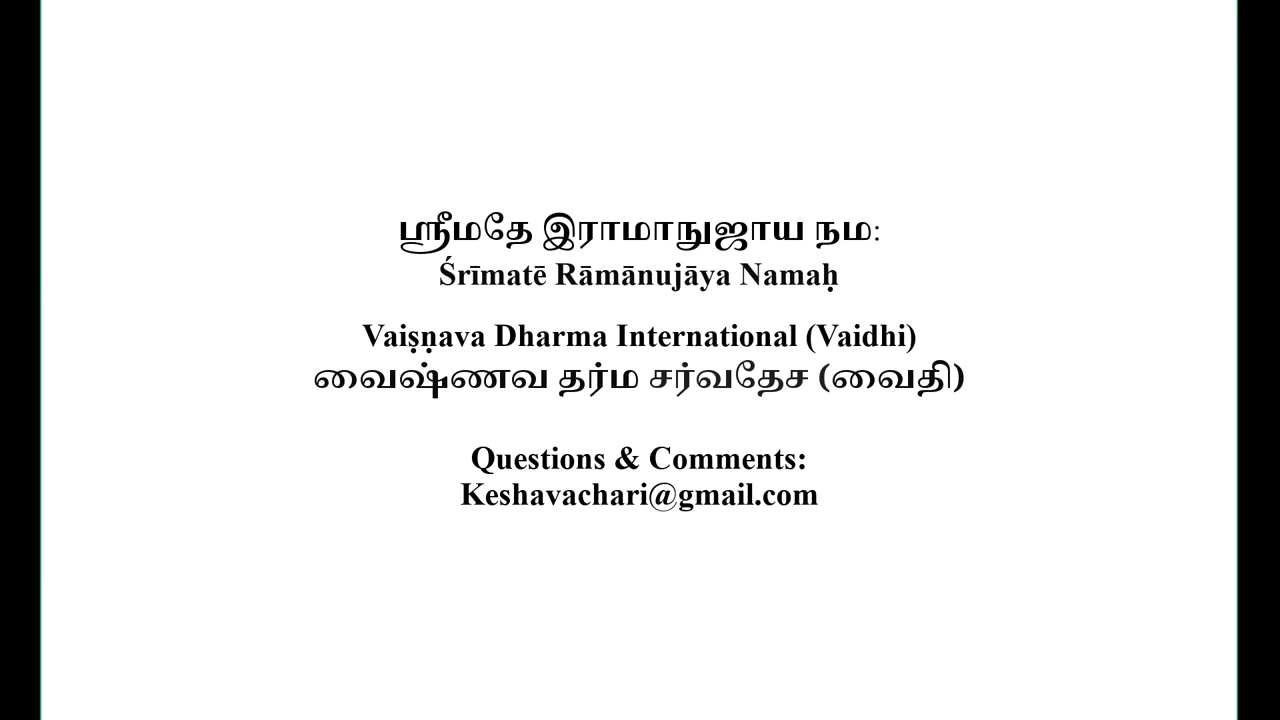 ஸ்ரீமதே இராமாநுஜாய நம:
Śrīmatē Rāmānujāya Namaḥ
Vaiṣṇava Dharma International (Vaidhi)
வைஷ்ணவ தர்ம சர்வதேச (வைதி)
Questions & Comments:
Keshavachari@gmail.com